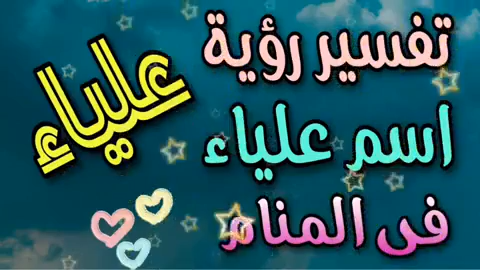 تفسير رؤية
اسم علياء
فى المنام
علياء